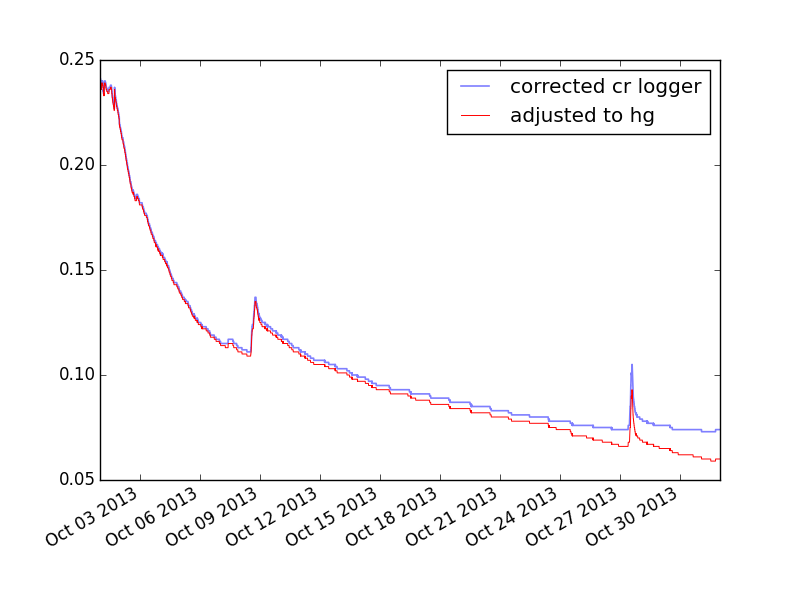 0.25
0.20
0.15
0.10
0.05
corrected cr logger
adjusted to hg
Oct 03 2013
Oct 06 2013
Oct 09 2013
Oct 12 2013
Oct 15 2013
Oct 18 2013
Oct 21 2013
Oct 24 2013
Oct 27 2013
Oct 30 2013